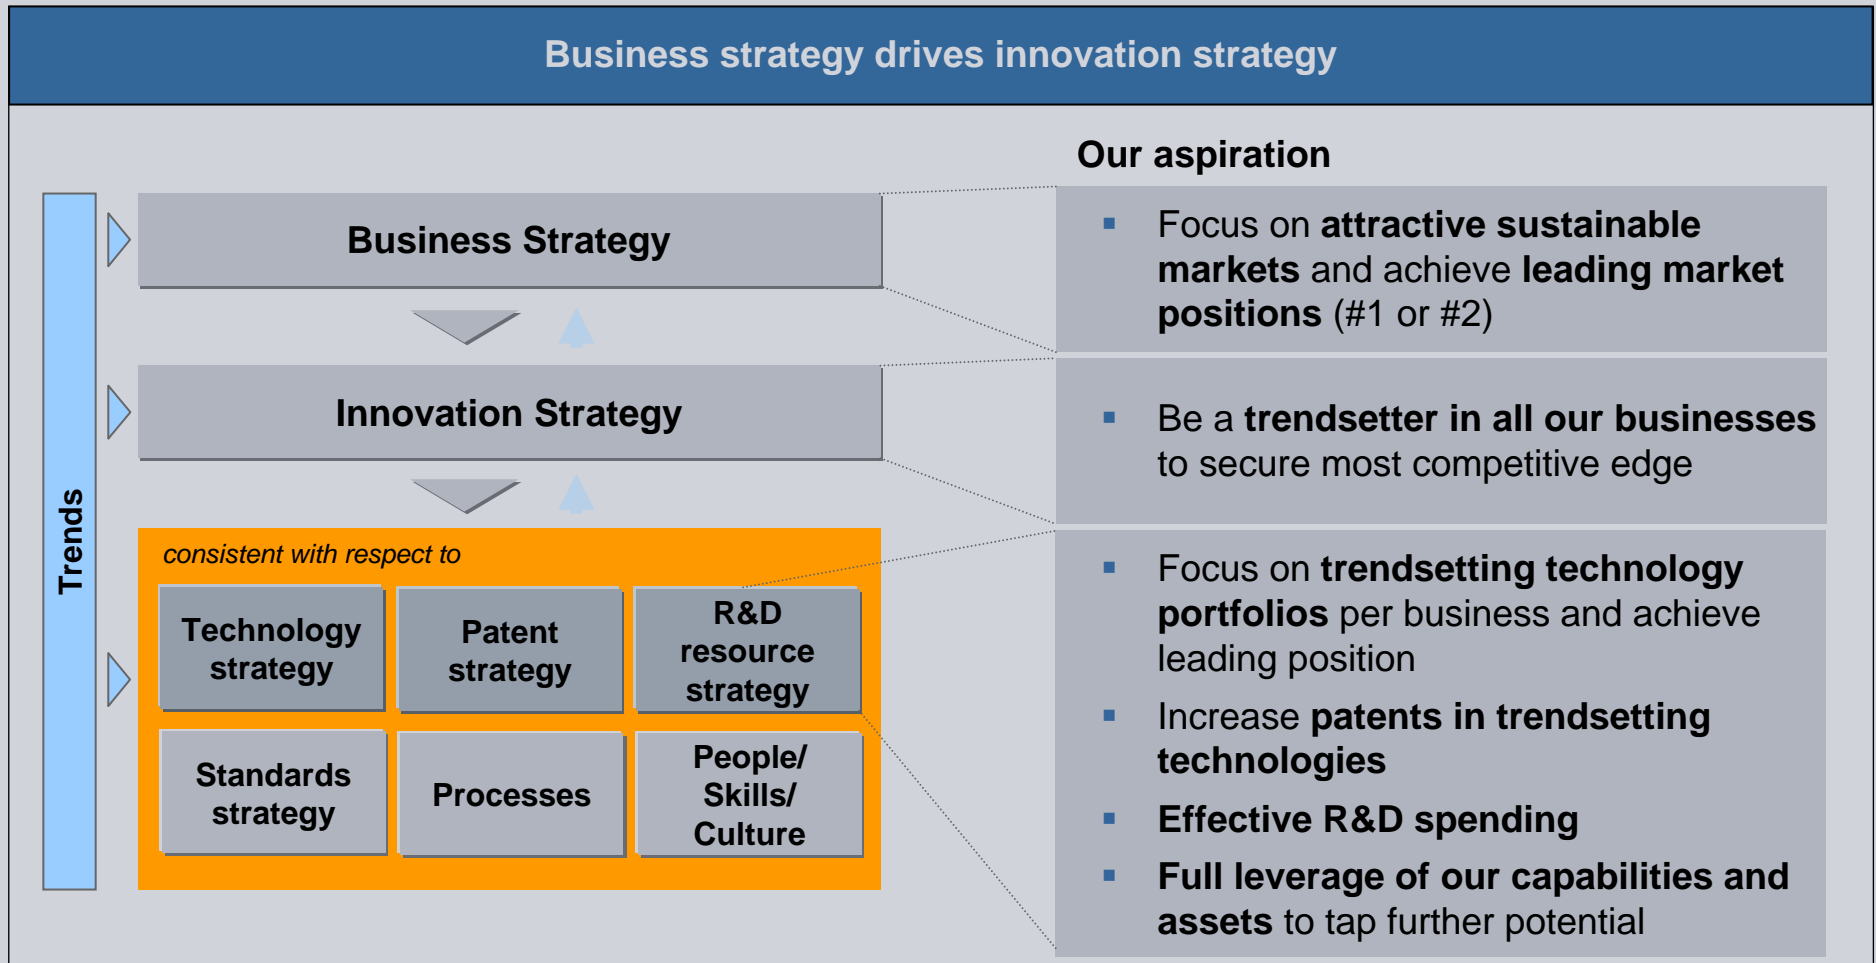 Business strategy drives innovation strategy
Our aspiration
Trends
Business Strategy
▪ Focus on attractive sustainable
markets and achieve leading market
positions (#1 or #2)
Innovation Strategy
▪ Be a trendsetter in all our businesses
to secure most competitive edge
consistent with respect to
Technology
strategy
Patent
strategy
R&D
resource
strategy
Standards
strategy
Processes
People/
Skills/
Culture
▪ Focus on trendsetting technology
portfolios per business and achieve
leading position
▪ Increase patents in trendsetting
technologies
▪ Effective R&D spending
▪ Full leverage of our capabilities and
assets to tap further potential